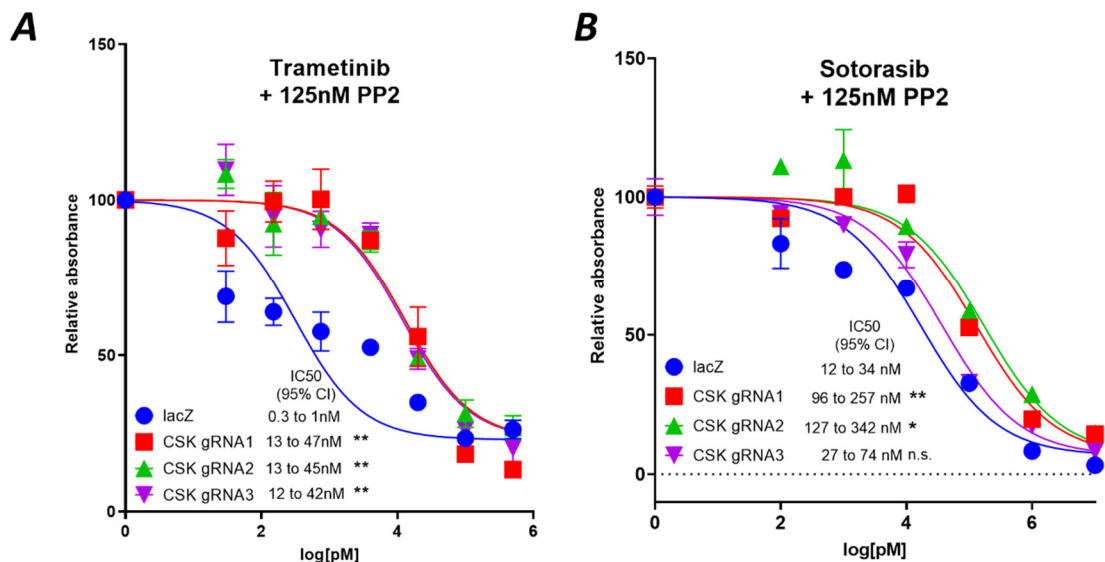 A
Trametinib
+ 125nM PP2
150
100
50
0
Relative absorbance
IC50
(95% CI)
lacZ 0.3 to 1nM
CSK gRNA1 13 to 47nM **
CSK gRNA2 13 to 45nM **
CSK gRNA3 12 to 42nM **
0 2 4 6
log[pM]
B
Sotorasib
+ 125nM PP2
150
100
50
0
Relative absorbance
IC50
(95% CI)
lacZ 12 to 34 nM
CSK gRNA1 96 to 257 nM **
CSK gRNA2 127 to 342 nM *
CSK gRNA3 27 to 74 nM n.s.
0 2 4 6
log[pM]